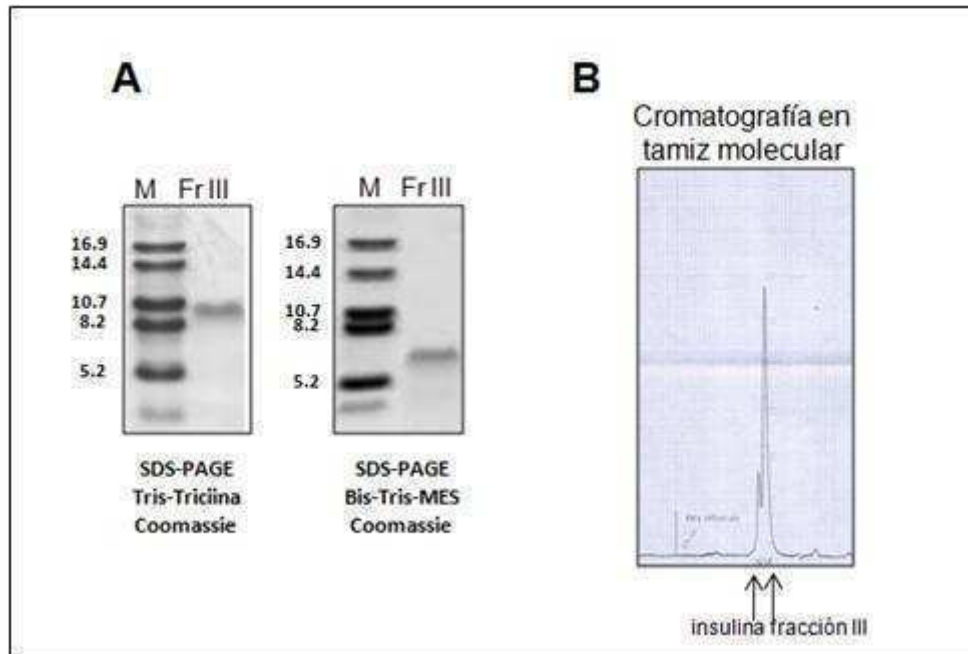 A
M Fr III
16.9
14.4
10.7
8.2
5.2
SDS-PAGE
Tris-Triciina
Coomassie
M Fr III
16.9
14.4
10.7
8.2
5.2
SDS-PAGE
Bis-Tris-MES
Coomassie
B
Cromatografía en
tamiz molecular
insulina fracción III